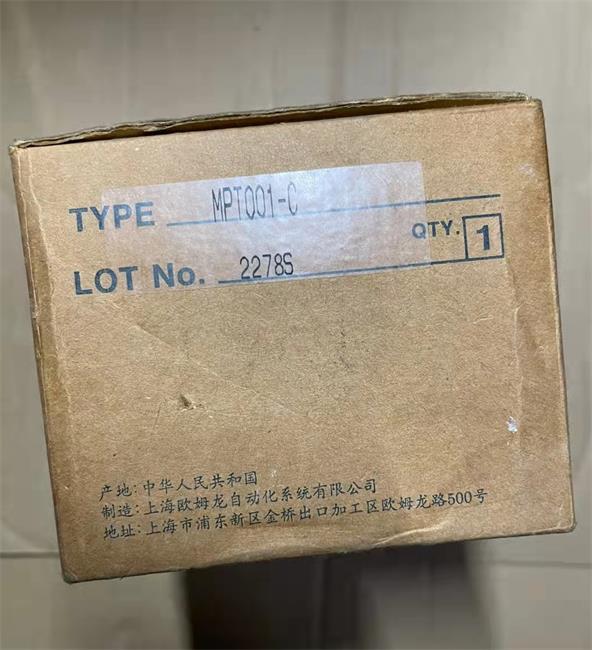 TYPE MPT001-C
QTY. 1
LOT No. 2278S
产地:中华人民共和国
制造:上海欧姆龙自动化系统有限公司
地址:上海市浦东新区金桥出口加工区欧姆龙路500号